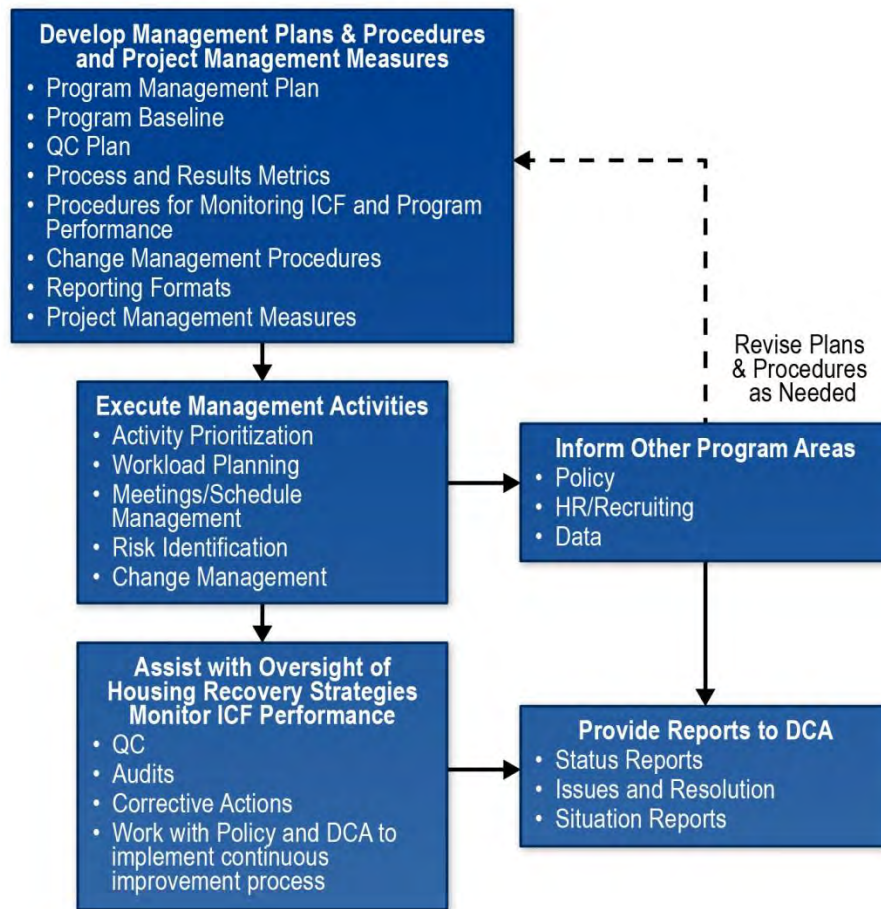 Develop Management Plans & Procedures
and Project Management Measures
• Program Management Plan
• Program Baseline
• QC Plan
• Process and Results Metrics
• Procedures for Monitoring ICF and Program
Performance
• Change Management Procedures
• Reporting Formats
• Project Management Measures
Revise Plans
& Procedures
as Needed
Execute Management Activities
• Activity Prioritization
• Workload Planning
• Meetings/Schedule
Management
• Risk Identification
• Change Management
Inform Other Program Areas
• Policy
• HR/Recruiting
• Data
Assist with Oversight of
Housing Recovery Strategies
Monitor ICF Performance
• QC
• Audits
• Corrective Actions
• Work with Policy and DCA to
implement continuous
improvement process
Provide Reports to DCA
• Status Reports
• Issues and Resolution
• Situation Reports